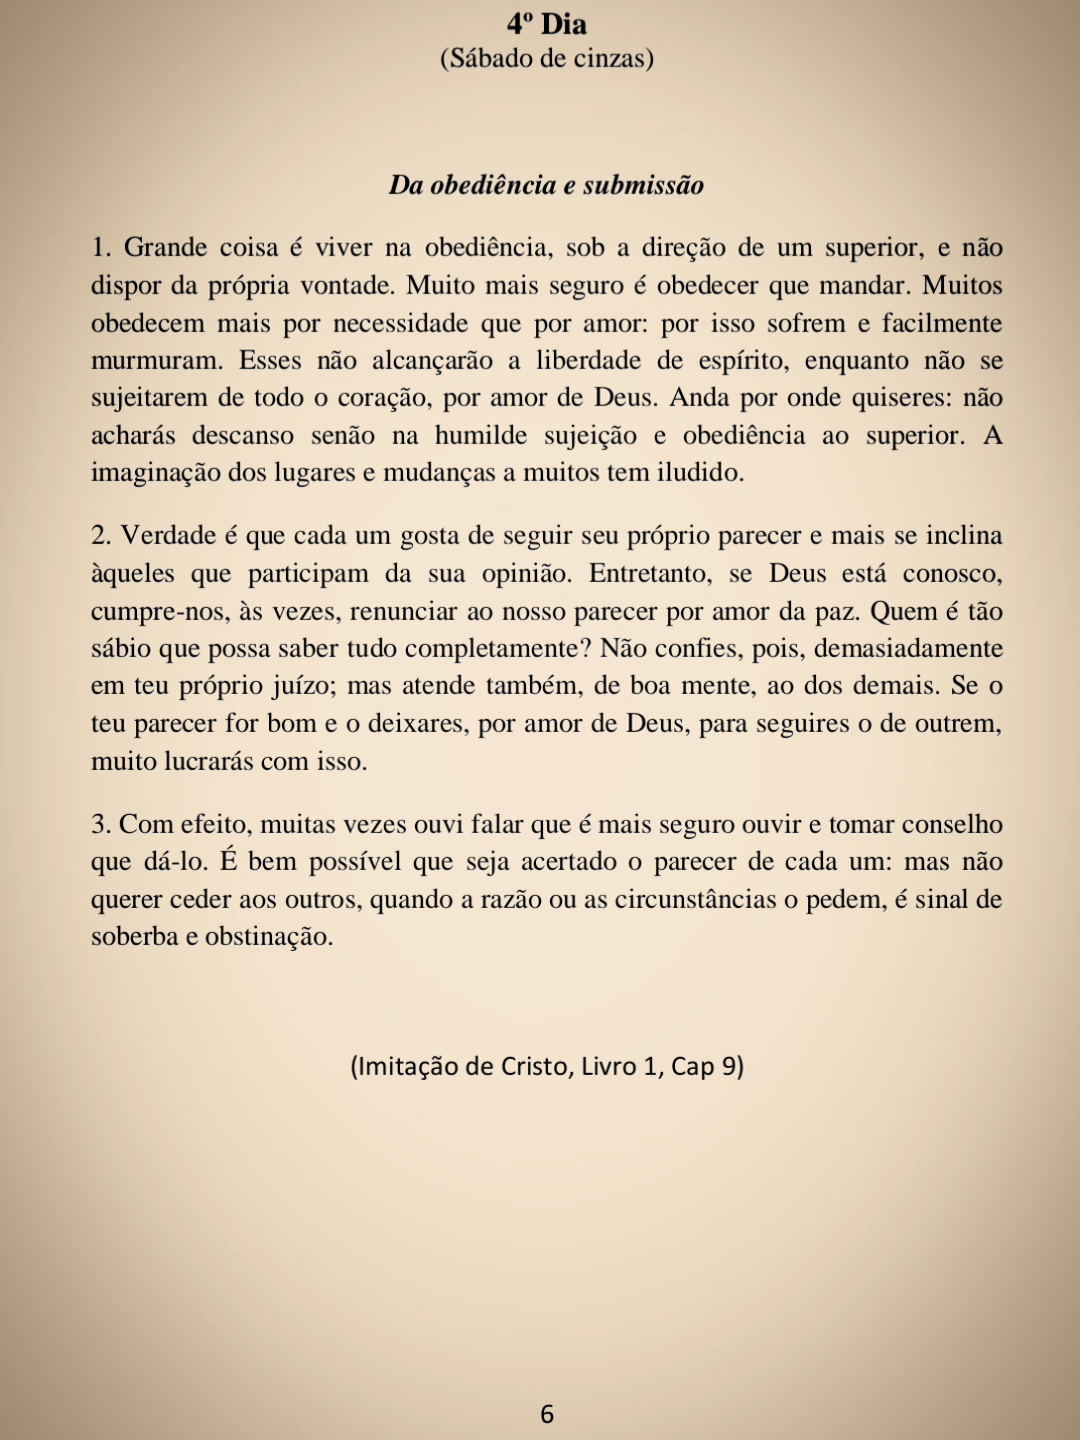 4º Dia
(Sábado de cinzas)
Da obediência e submissão
1. Grande coisa é viver na obediência, sob a direção de um superior, e não
dispor da própria vontade. Muito mais seguro é obedecer que mandar. Muitos
obedecem mais por necessidade que por amor: por isso sofrem e facilmente
murmuram. Esses não alcançarão a liberdade de espírito, enquanto não se
sujeitarem de todo o coração, por amor de Deus. Anda por onde quiseres: não
acharás descanso senão na humilde sujeição e obediência ao superior. A
imaginação dos lugares e mudanças a muitos tem iludido.
2. Verdade é que cada um gosta de seguir seu próprio parecer e mais se inclina
àqueles que participam da sua opinião. Entretanto, se Deus está conosco,
cumpre-nos, às vezes, renunciar ao nosso parecer por amor da paz. Quem é tão
sábio que possa saber tudo completamente? Não confies, pois, demasiadamente
em teu próprio juízo; mas atende também, de boa mente, ao dos demais. Se o
teu parecer for bom e o deixares, por amor de Deus, para seguires o de outrem,
muito lucrarás com isso.
3. Com efeito, muitas vezes ouvi falar que é mais seguro ouvir e tomar conselho
que dá-lo. É bem possível que seja acertado o parecer de cada um: mas não
querer ceder aos outros, quando a razão ou as circunstâncias o pedem, é sinal de
soberba e obstinação.
(Imitação de Cristo, Livro 1, Cap 9)
6